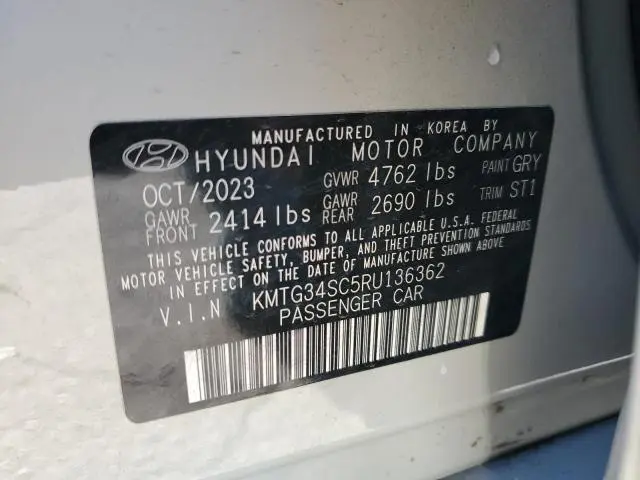 MANUFACTURED IN KOREA BY
HYUNDAI MOTOR COMPANY
OCT/2023 GVWR 4762 lbs PAINT GRY
GAWR FRONT 2414 lbs GAWR REAR 2690 lbs TRIM ST1
THIS VEHICLE CONFORMS TO ALL APPLICABLE U.S.A. FEDERAL
MOTOR VEHICLE SAFETY, BUMPER, AND THEFT PREVENTION STANDARDS
IN EFFECT ON THE DATE OF MANUFACTURE SHOWN ABOVE
V.I.N KMTG34SC5RU136362
PASSENGER CAR